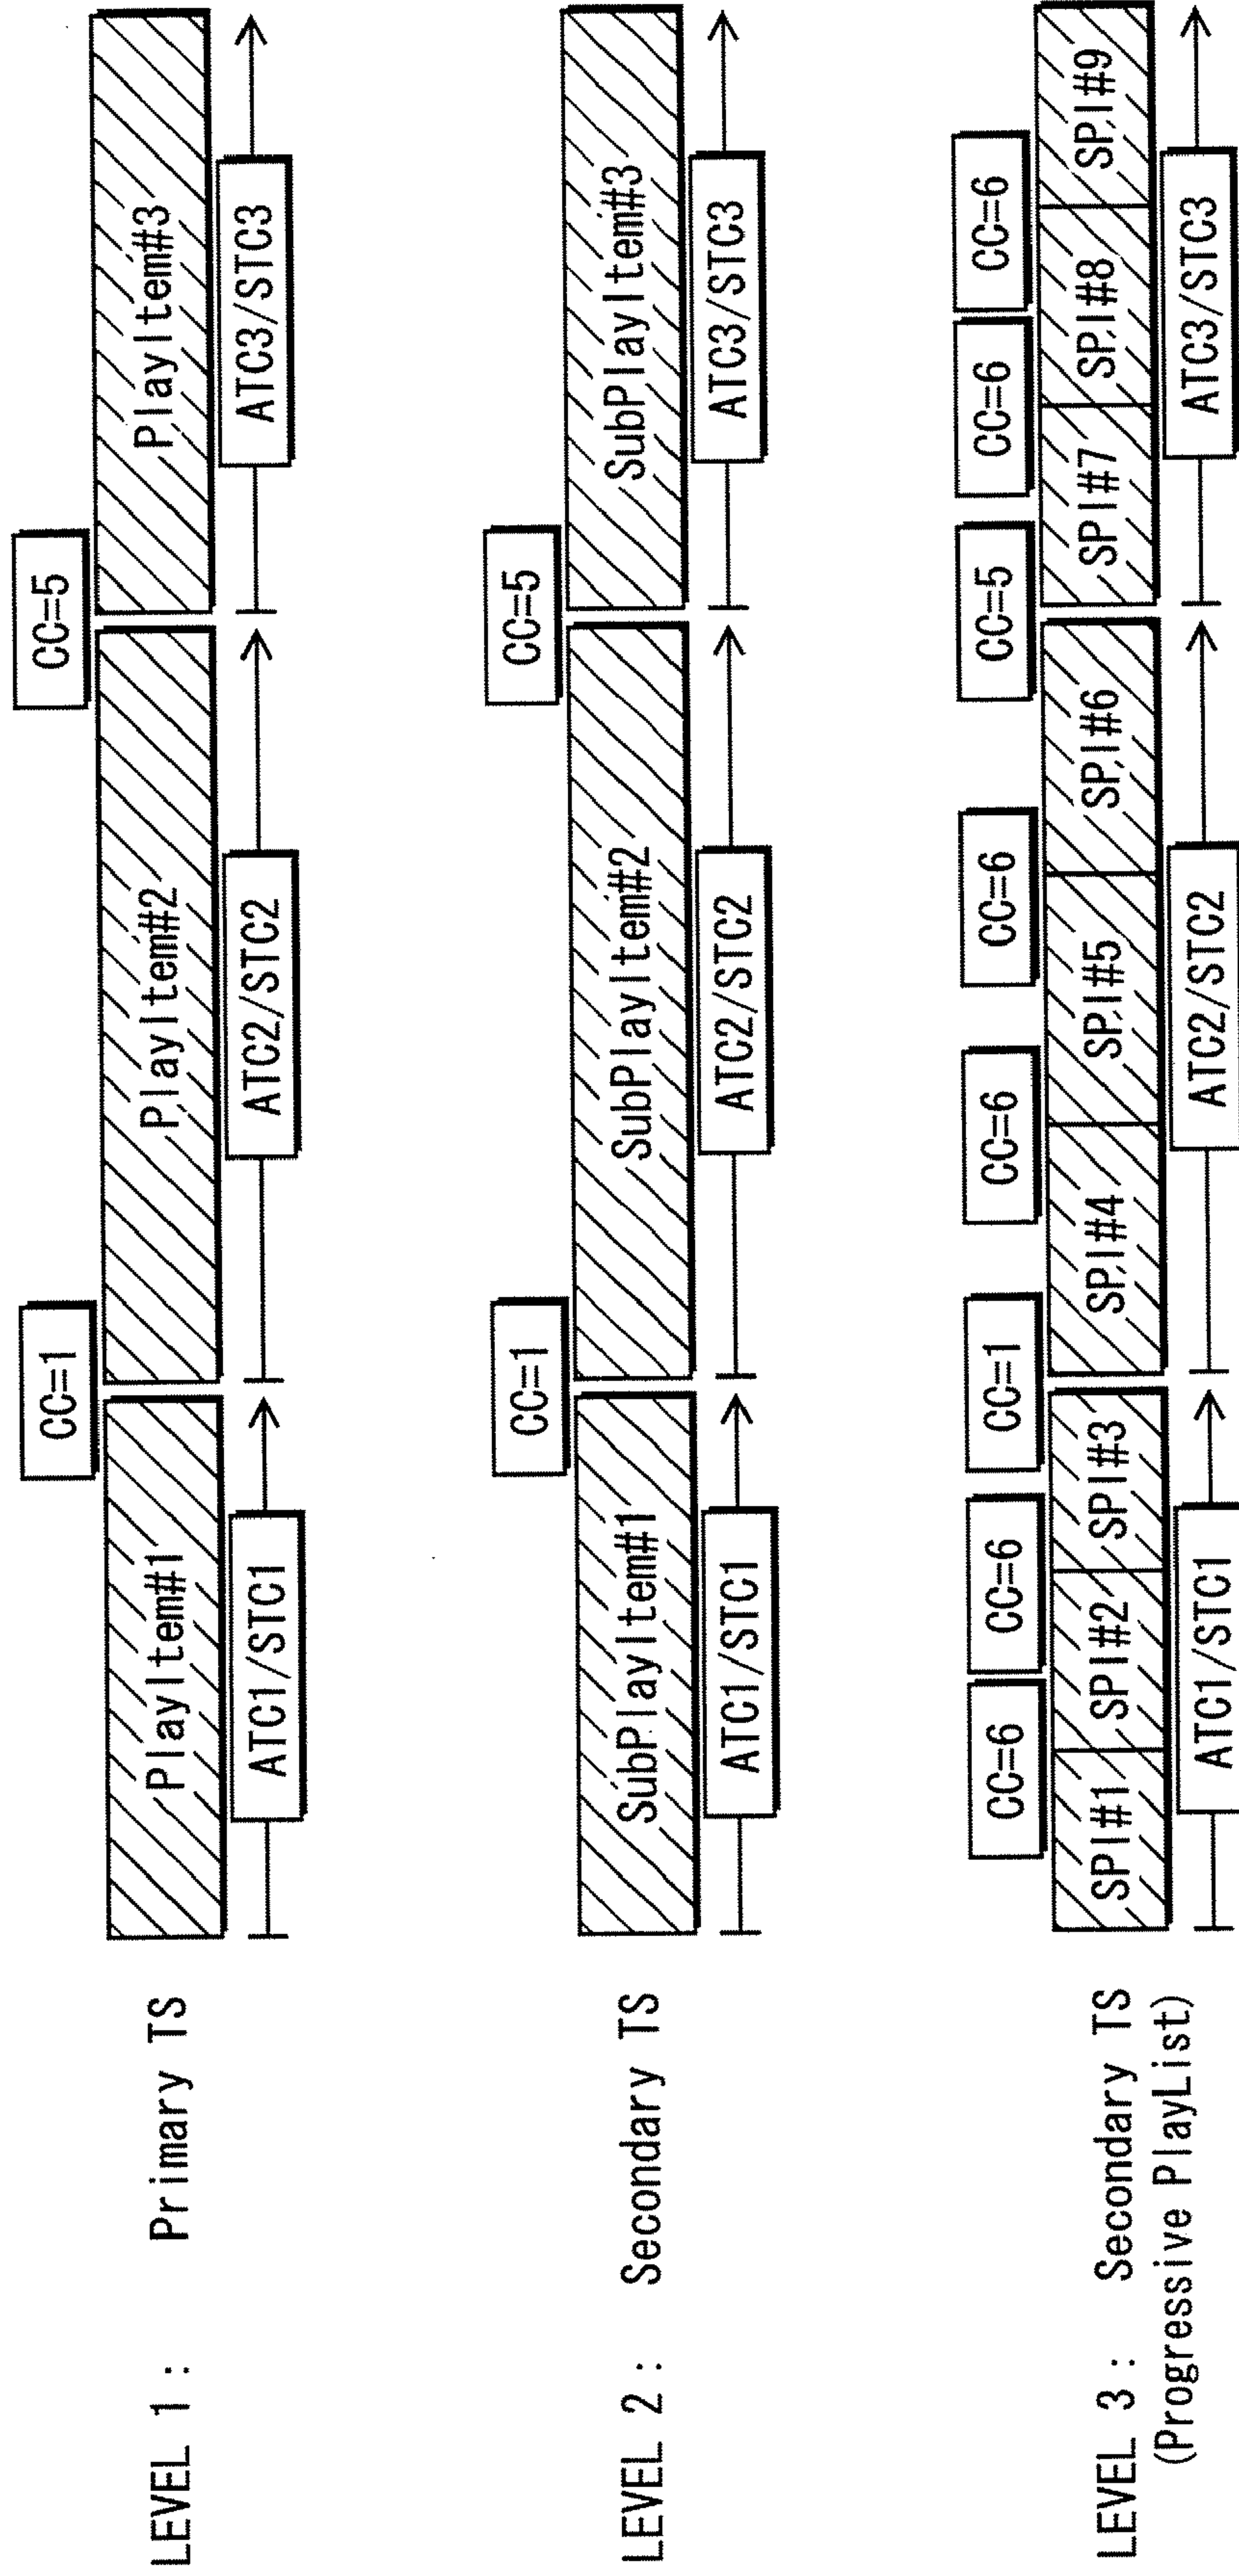 CC=1
CC=5
LEVEL 1 : Primary TS
PlayItem#1
PlayItem#2
PlayItem#3
ATC1/STC1
ATC2/STC2
ATC3/STC3
CC=1
CC=5
LEVEL 2 : Secondary TS
SubPlayItem#1
SubPlayItem#2
SubPlayItem#3
ATC1/STC1
ATC2/STC2
ATC3/STC3
CC=6
CC=6
CC=1
CC=6
CC=6
CC=5
CC=6
CC=6
LEVEL 3 : Secondary TS
(Progressive PlayList)
SPI#1
SPI#2
SPI#3
SPI#4
SPI#5
SPI#6
SPI#7
SPI#8
SPI#9
ATC1/STC1
ATC2/STC2
ATC3/STC3